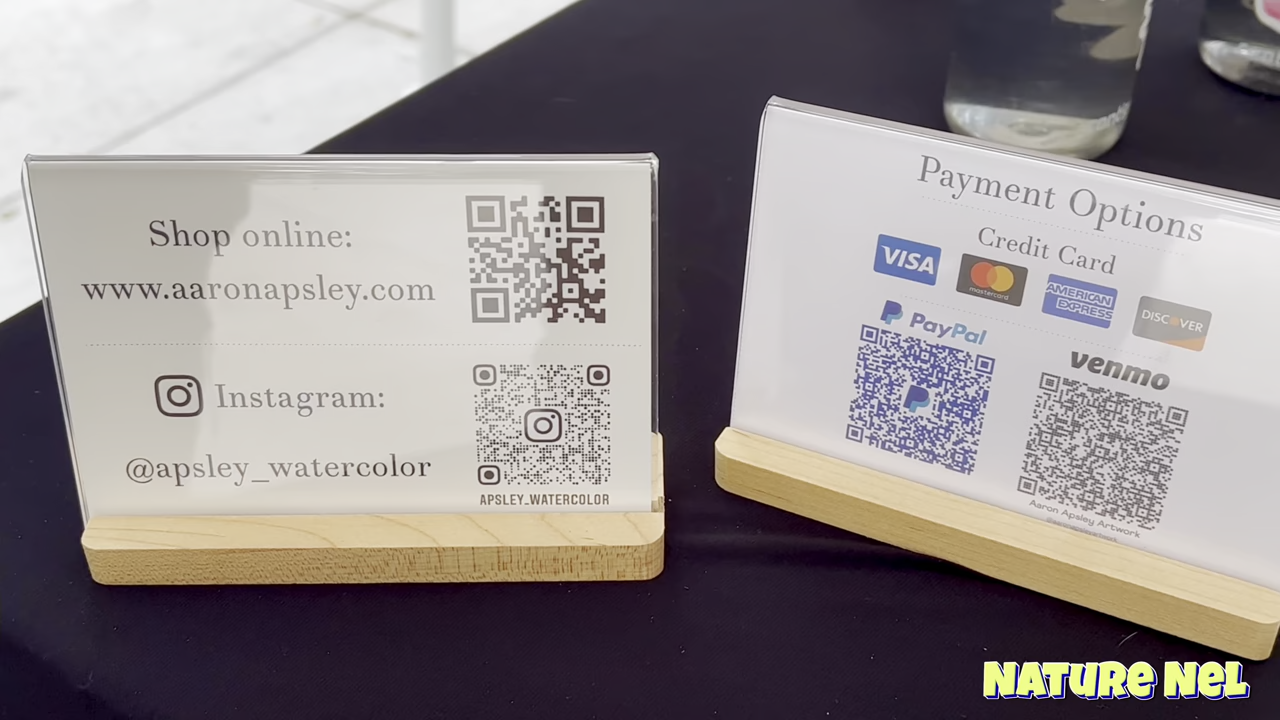 Shop online:
www.aaronapsley.com
Instagram:
@apsley_watercolor
APSLEY_WATERCOLOR
Payment Options
Credit Card
VISA
mastercard
AMERICAN EXPRESS
DISCOVER
PayPal
venmo
Aaron Apsley Artwork
NATURE NEL